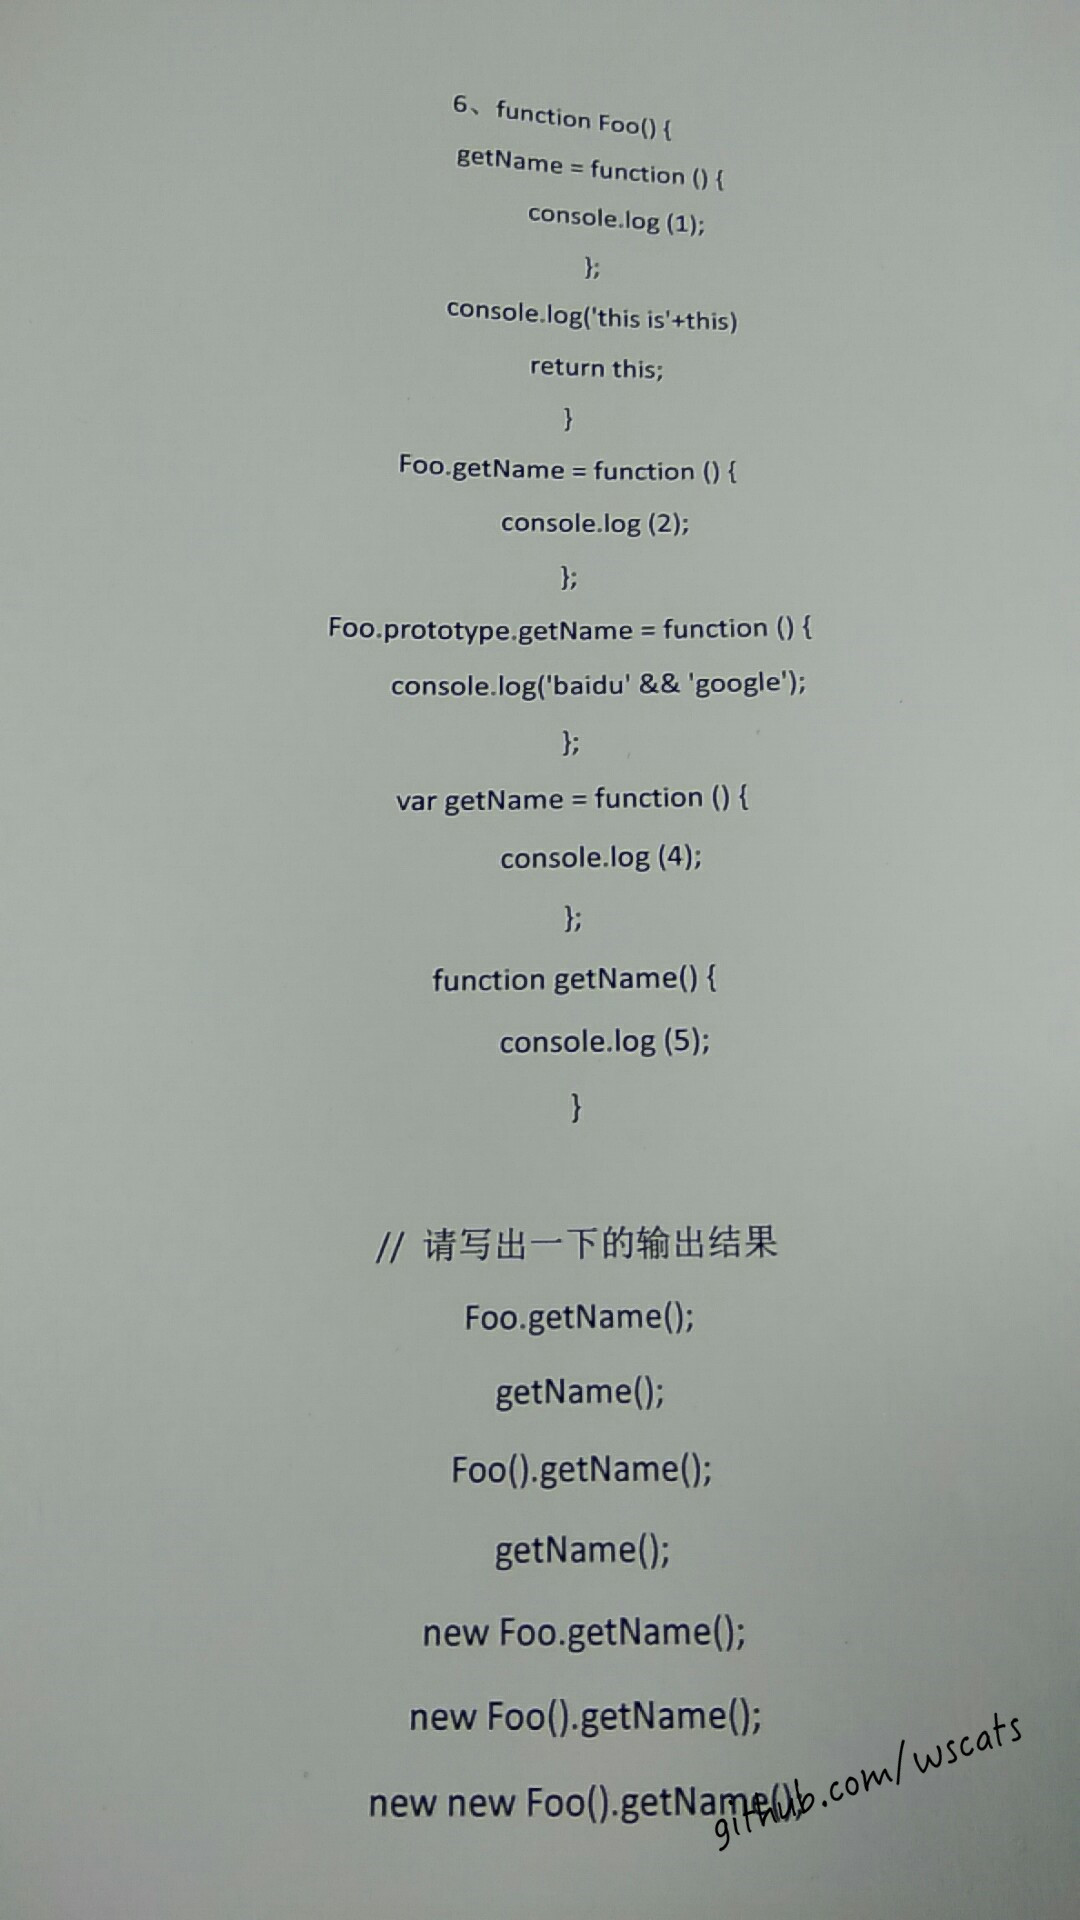 6、function Foo() {
getName = function () {
console.log (1);
};
console.log('this is'+this)
return this;
}
Foo.getName = function () {
console.log (2);
};
Foo.prototype.getName = function () {
console.log('baidu' && 'google');
};
var getName = function () {
console.log (4);
};
function getName() {
console.log (5);
}
// 请写出一下的输出结果
Foo.getName();
getName();
Foo().getName();
getName();
new Foo.getName();
new Foo().getName();
new new Foo().getName();
github.com/wscats